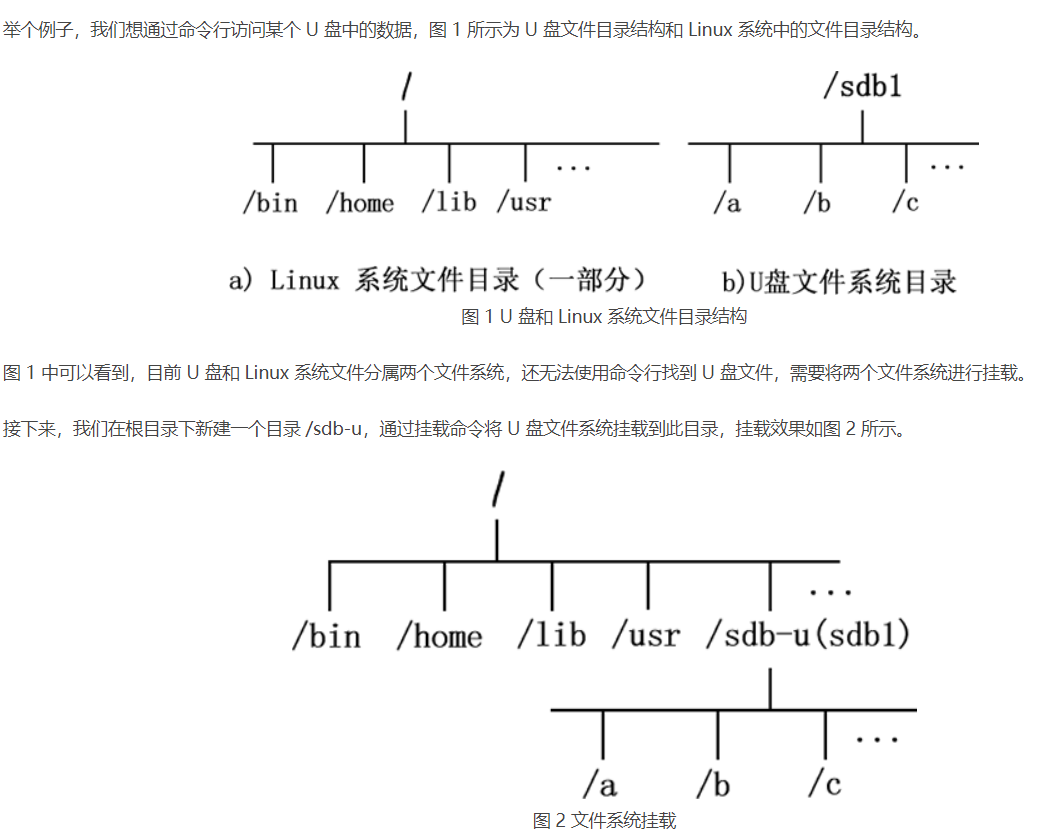 举个例子，我们想通过命令行访问某个 U 盘中的数据，图 1 所示为 U 盘文件目录结构和 Linux 系统中的文件目录结构。
/ /sdb1
... ...
/bin /home /lib /usr /a /b /c
a) Linux 系统文件目录（一部分） b)U盘文件系统目录
图 1 U 盘和 Linux 系统文件目录结构
图 1 中可以看到，目前 U 盘和 Linux 系统文件分属两个文件系统，还无法使用命令行找到 U 盘文件，需要将两个文件系统进行挂载。
接下来，我们在根目录下新建一个目录 /sdb-u，通过挂载命令将 U 盘文件系统挂载到此目录，挂载效果如图 2 所示。
/
...
/bin /home /lib /usr /sdb-u(sdb1)
...
/a /b /c
图 2 文件系统挂载